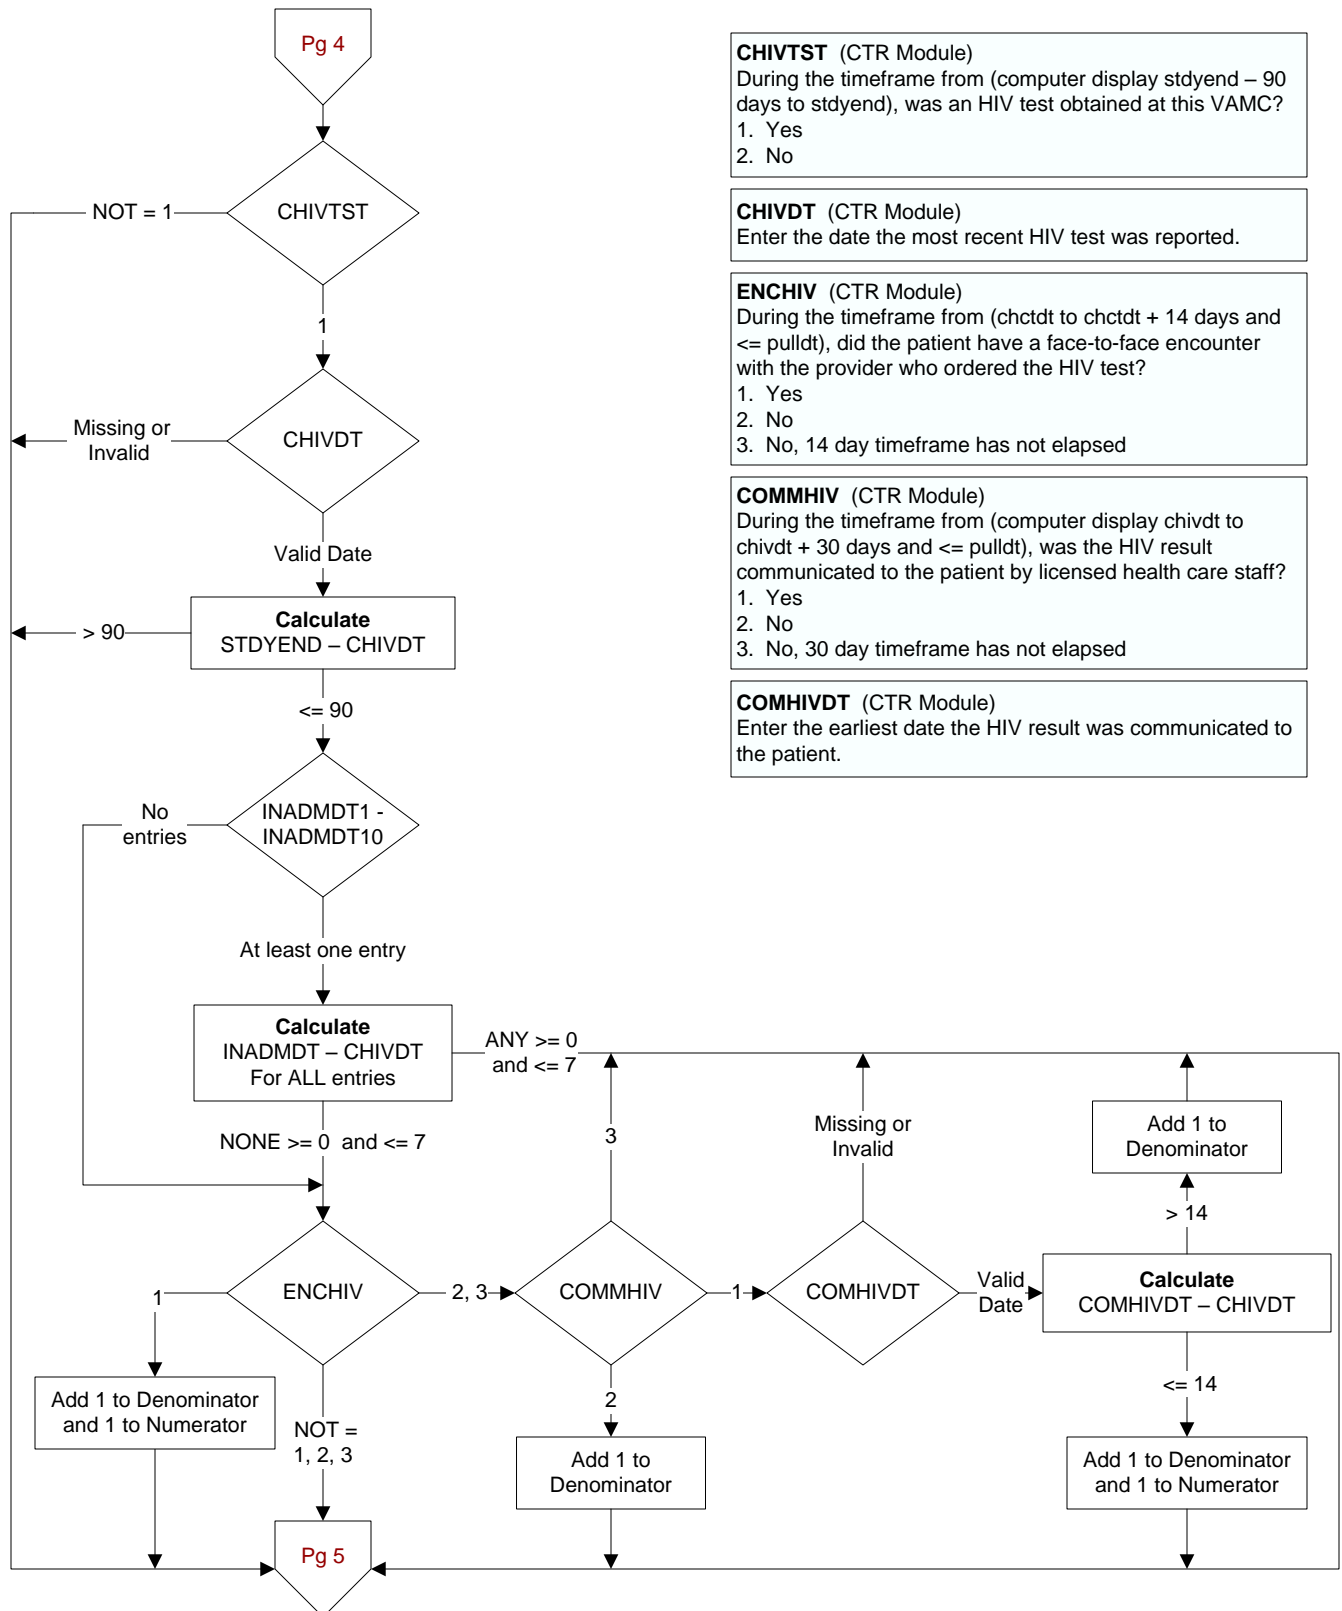 Pg 4
CHIVTST
NOT = 1
1
CHIVDT
Missing or
Invalid
Valid Date
Calculate
STDYEND – CHIVDT
> 90
<= 90
INADMDT1 -
INADMDT10
No
entries
At least one entry
Calculate
INADMDT – CHIVDT
For ALL entries
ANY >= 0
and <= 7
NONE >= 0 and <= 7
ENCHIV
1
Add 1 to Denominator
and 1 to Numerator
NOT =
1, 2, 3
2, 3
COMMHIV
3
2
Add 1 to
Denominator
1
COMHIVDT
Missing or
Invalid
Valid
Date
Calculate
COMHIVDT – CHIVDT
> 14
Add 1 to
Denominator
<= 14
Add 1 to Denominator
and 1 to Numerator
Pg 5
CHIVTST (CTR Module)
During the timeframe from (computer display stdyend – 90
days to stdyend), was an HIV test obtained at this VAMC?
1. Yes
2. No
CHIVDT (CTR Module)
Enter the date the most recent HIV test was reported.
ENCHIV (CTR Module)
During the timeframe from (chctdt to chctdt + 14 days and
<= pulldt), did the patient have a face-to-face encounter
with the provider who ordered the HIV test?
1. Yes
2. No
3. No, 14 day timeframe has not elapsed
COMMHIV (CTR Module)
During the timeframe from (computer display chivdt to
chivdt + 30 days and <= pulldt), was the HIV result
communicated to the patient by licensed health care staff?
1. Yes
2. No
3. No, 30 day timeframe has not elapsed
COMHIVDT (CTR Module)
Enter the earliest date the HIV result was communicated to
the patient.